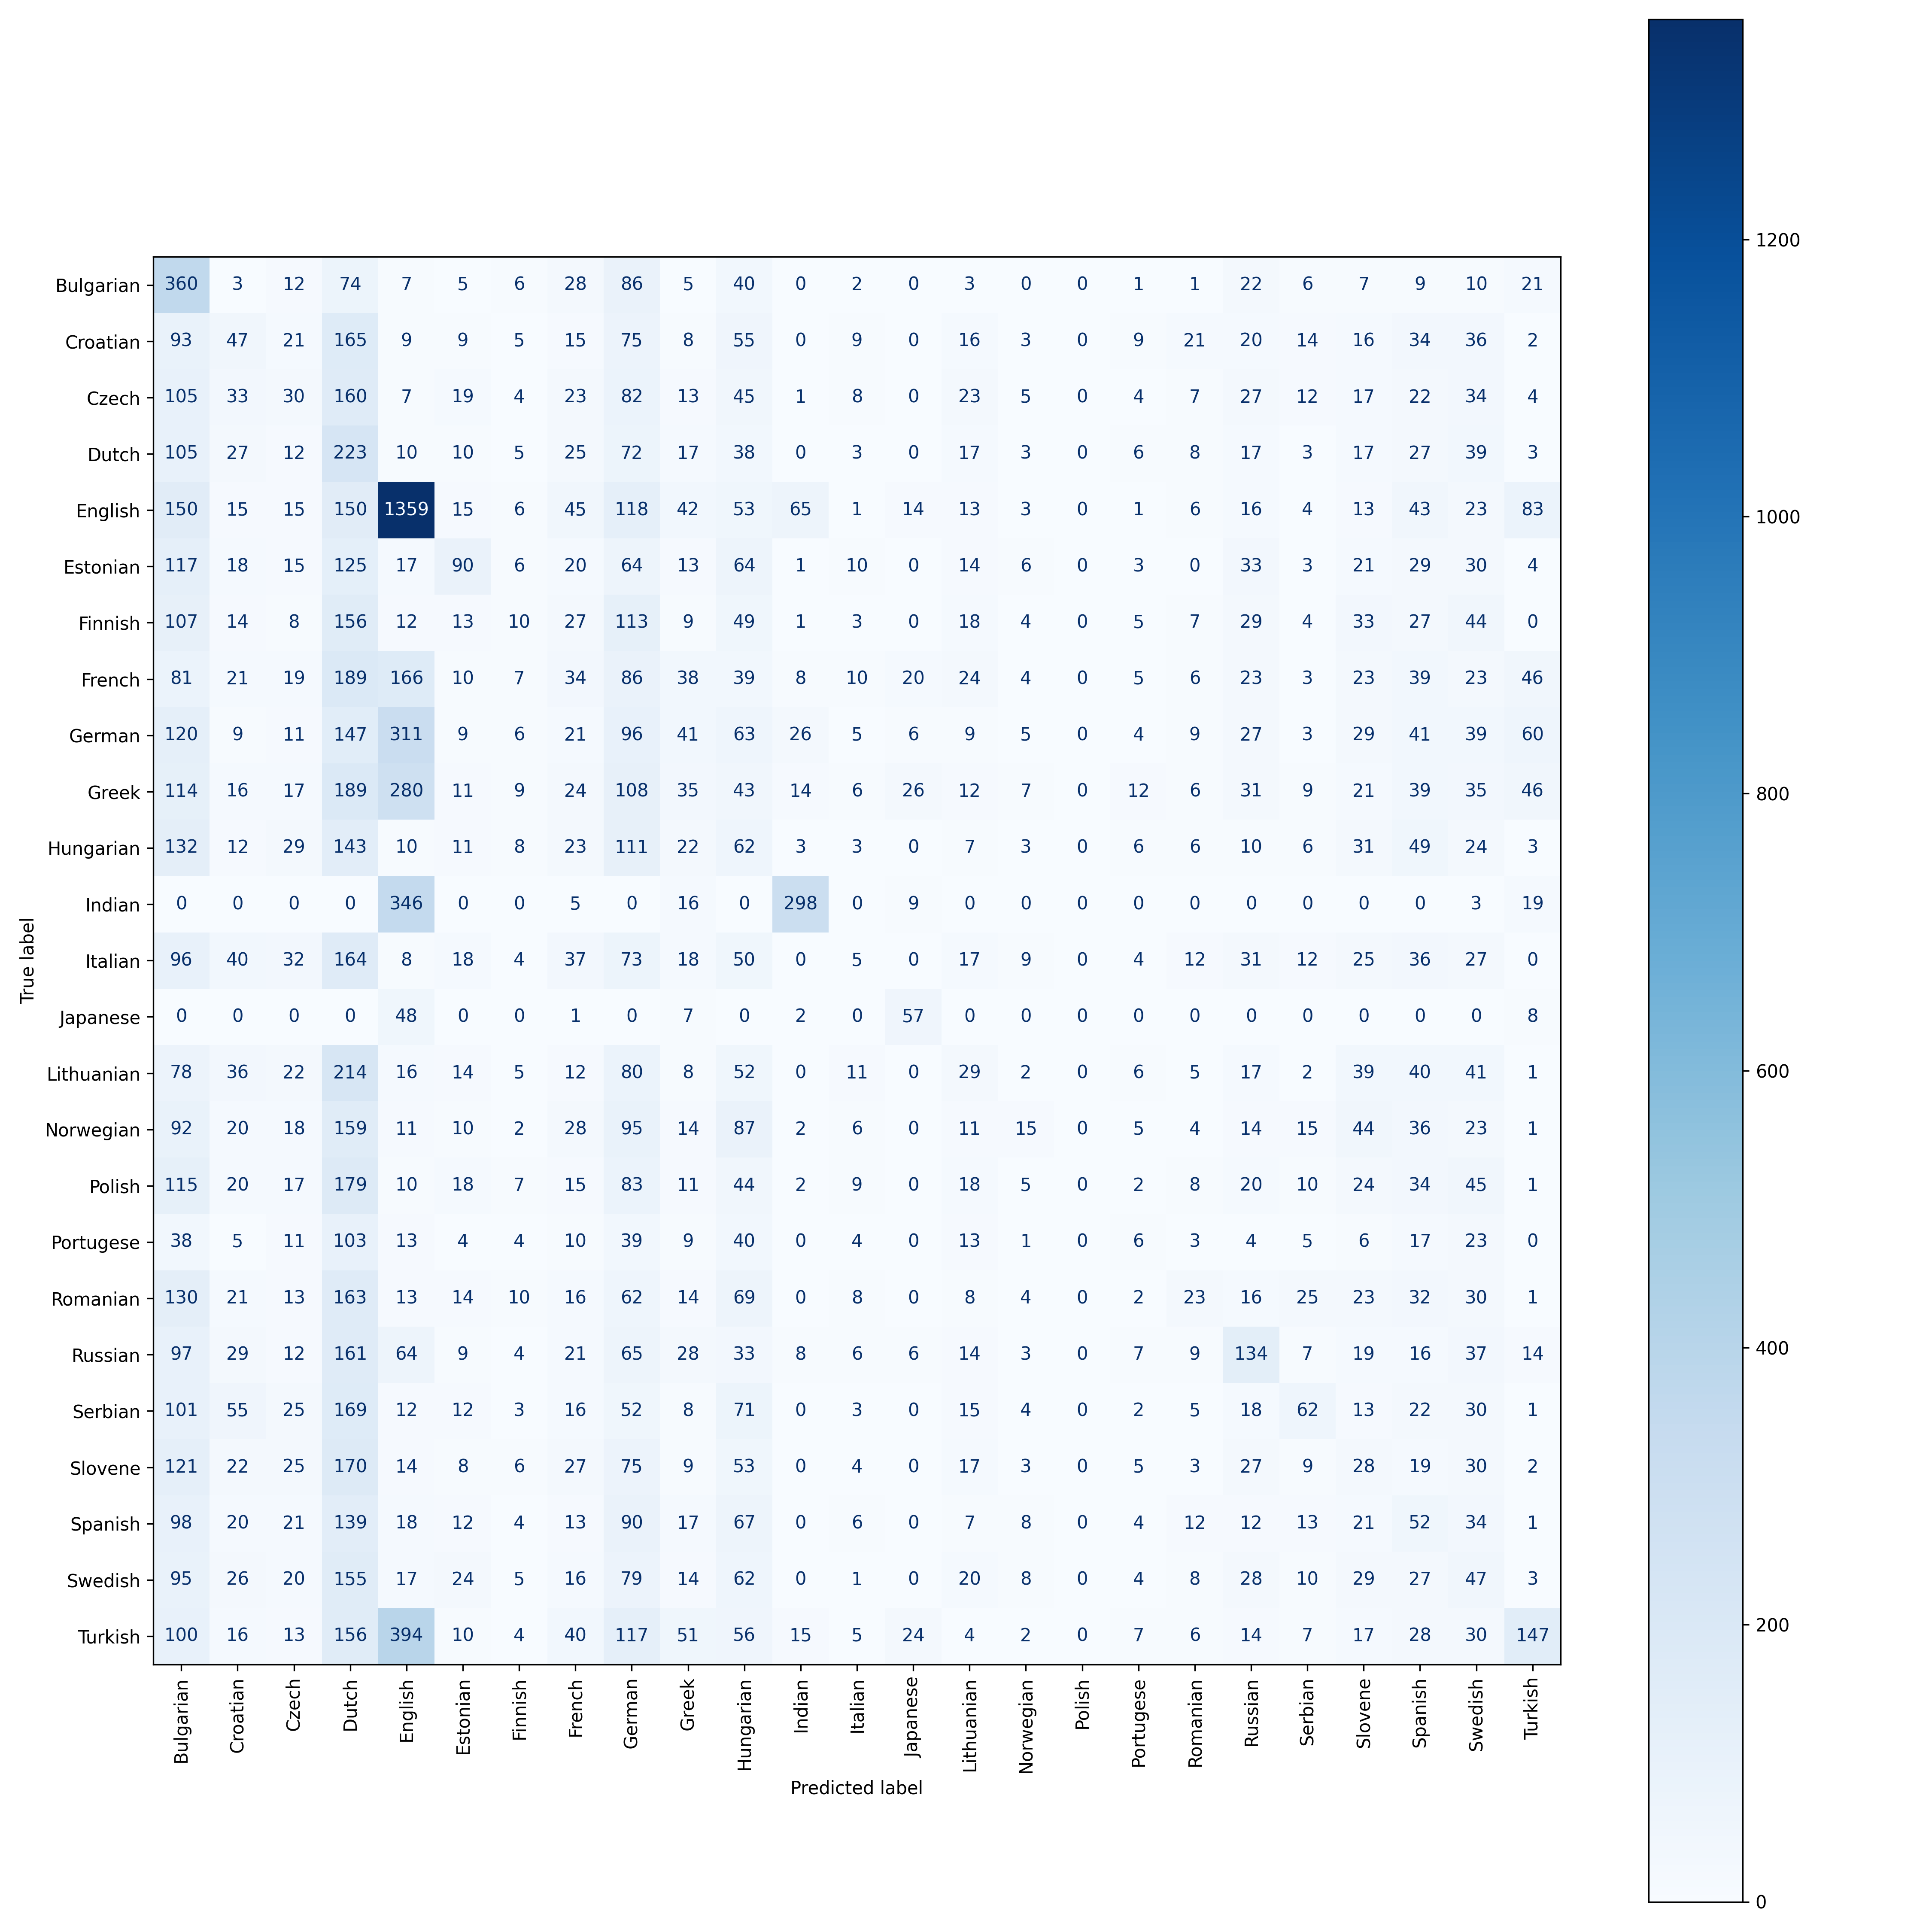 Bulgarian 360 3 12 74 7 5 6 28 86 5 40 0 2 0 3 0 0 1 1 22 6 7 9 10 21
Croatian 93 47 21 165 9 9 5 15 75 8 55 0 9 0 16 3 0 9 21 20 14 16 34 36 2
Czech 105 33 30 160 7 19 4 23 82 13 45 1 8 0 23 5 0 4 7 27 12 17 22 34 4
Dutch 105 27 12 223 10 10 5 25 72 17 38 0 3 0 17 3 0 6 8 17 3 17 27 39 3
English 150 15 15 150 1359 15 6 45 118 42 53 65 1 14 13 3 0 1 6 16 4 13 43 23 83
Estonian 117 18 15 125 17 90 6 20 64 13 64 1 10 0 14 6 0 3 0 33 3 21 29 30 4
Finnish 107 14 8 156 12 13 10 27 113 9 49 1 3 0 18 4 0 5 7 29 4 33 27 44 0
French 81 21 19 189 166 10 7 34 86 38 39 8 10 20 24 4 0 5 6 23 3 23 39 23 46
German 120 9 11 147 311 9 6 21 96 41 63 26 5 6 9 5 0 4 9 27 3 29 41 39 60
Greek 114 16 17 189 280 11 9 24 108 35 43 14 6 26 12 7 0 12 6 31 9 21 39 35 46
Hungarian 132 12 29 143 10 11 8 23 111 22 62 3 3 0 7 3 0 6 6 10 6 31 49 24 3
Indian 0 0 0 0 346 0 0 5 0 16 0 298 0 9 0 0 0 0 0 0 0 0 0 3 19
Italian 96 40 32 164 8 18 4 37 73 18 50 0 5 0 17 9 0 4 12 31 12 25 36 27 0
Japanese 0 0 0 0 48 0 0 1 0 7 0 2 0 57 0 0 0 0 0 0 0 0 0 0 8
Lithuanian 78 36 22 214 16 14 5 12 80 8 52 0 11 0 29 2 0 6 5 17 2 39 40 41 1
Norwegian 92 20 18 159 11 10 2 28 95 14 87 2 6 0 11 15 0 5 4 14 15 44 36 23 1
Polish 115 20 17 179 10 18 7 15 83 11 44 2 9 0 18 5 0 2 8 20 10 24 34 45 1
Portugese 38 5 11 103 13 4 4 10 39 9 40 0 4 0 13 1 0 6 3 4 5 6 17 23 0
Romanian 130 21 13 163 13 14 10 16 62 14 69 0 8 0 8 4 0 2 23 16 25 23 32 30 1
Russian 97 29 12 161 64 9 4 21 65 28 33 8 6 6 14 3 0 7 9 134 7 19 16 37 14
Serbian 101 55 25 169 12 12 3 16 52 8 71 0 3 0 15 4 0 2 5 18 62 13 22 30 1
Slovene 121 22 25 170 14 8 6 27 75 9 53 0 4 0 17 3 0 5 3 27 9 28 19 30 2
Spanish 98 20 21 139 18 12 4 13 90 17 67 0 6 0 7 8 0 4 12 12 13 21 52 34 1
Swedish 95 26 20 155 17 24 5 16 79 14 62 0 1 0 20 8 0 4 8 28 10 29 27 47 3
Turkish 100 16 13 156 394 10 4 40 117 51 56 15 5 24 4 2 0 7 6 14 7 17 28 30 147
True label
Bulgarian Croatian Czech Dutch English Estonian Finnish French German Greek Hungarian Indian Italian Japanese Lithuanian Norwegian Polish Portugese Romanian Russian Serbian Slovene Spanish Swedish Turkish
Predicted label
1200
1000
800
600
400
200
0